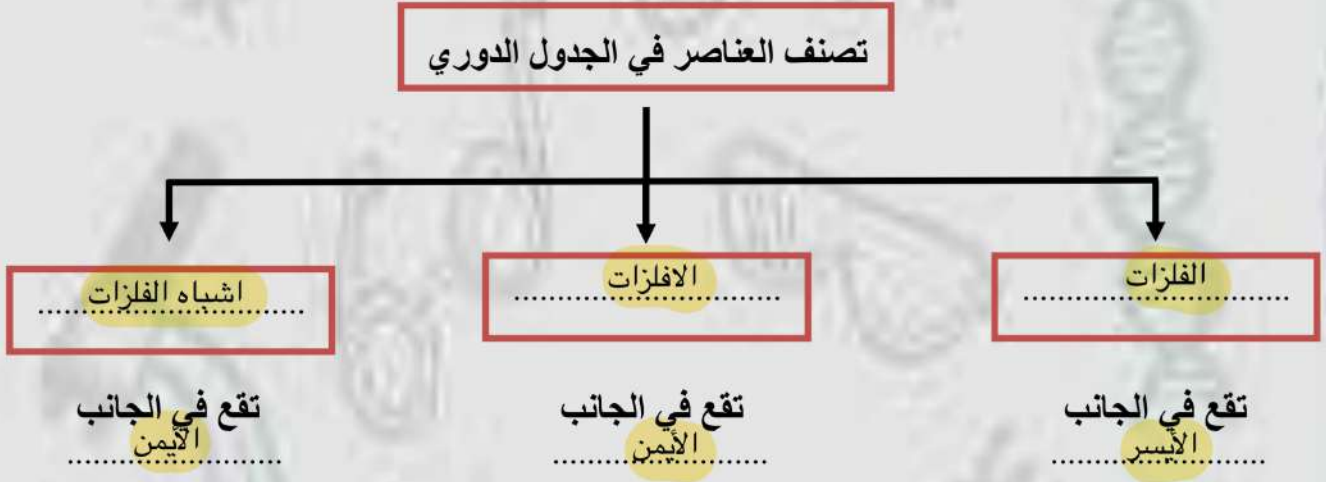 تصنف العناصر في الجدول الدوري
الفلزات
الافلزات
اشباه الفلزات
تقع في الجانب
الأيسر
تقع في الجانب
الأيمن
تقع في الجانب
الأيمن